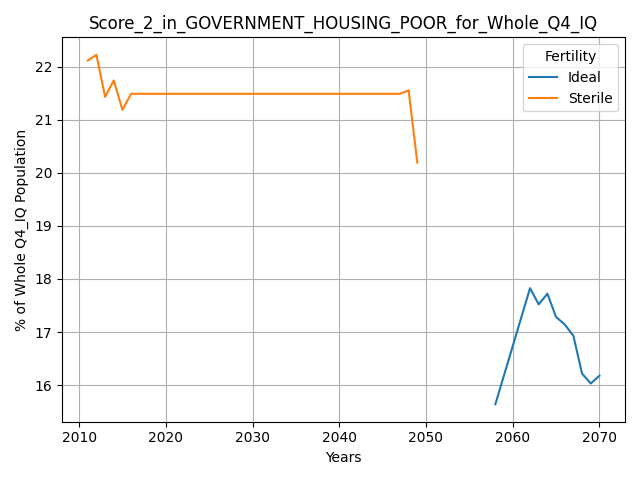 Score_2_in_GOVERNMENT_HOUSING_POOR_for_Whole_Q4_IQ
Fertility
Ideal
Sterile
% of Whole Q4_IQ Population
22
21
20
19
18
17
16
2010 2020 2030 2040 2050 2060 2070
Years